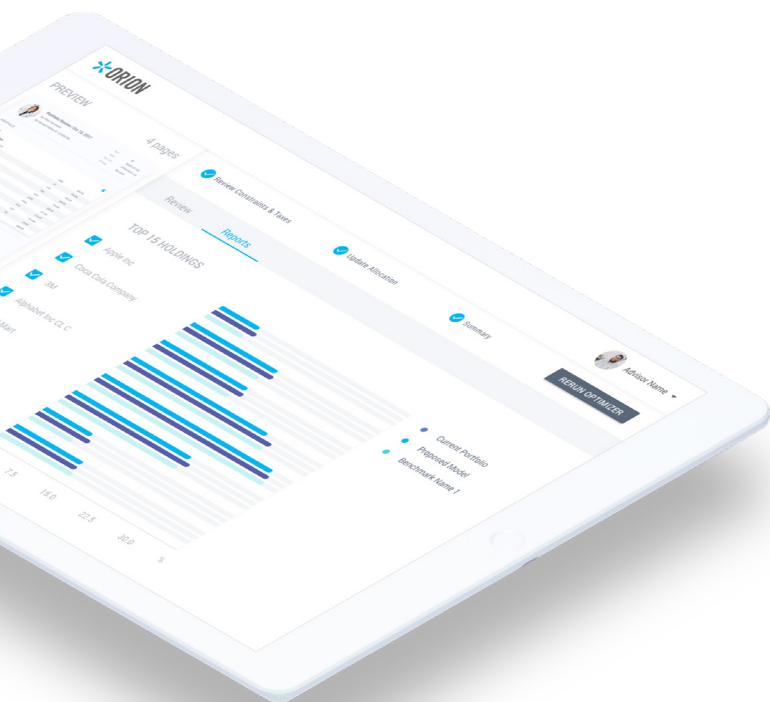 ORION
PREVIEW
4 pages
Review Constraints & Taxes
Update Allocation
Summary
Advisor Name
Review
Reports
RERUN OPTIMIZER
TOP 15 HOLDINGS
Apple Inc
Coca Cola Company
3M
Alphabet Inc CL C
Mart
Current Portfolio
Proposed Model
Benchmark Name 1
7.5
15.0
22.5
30.0